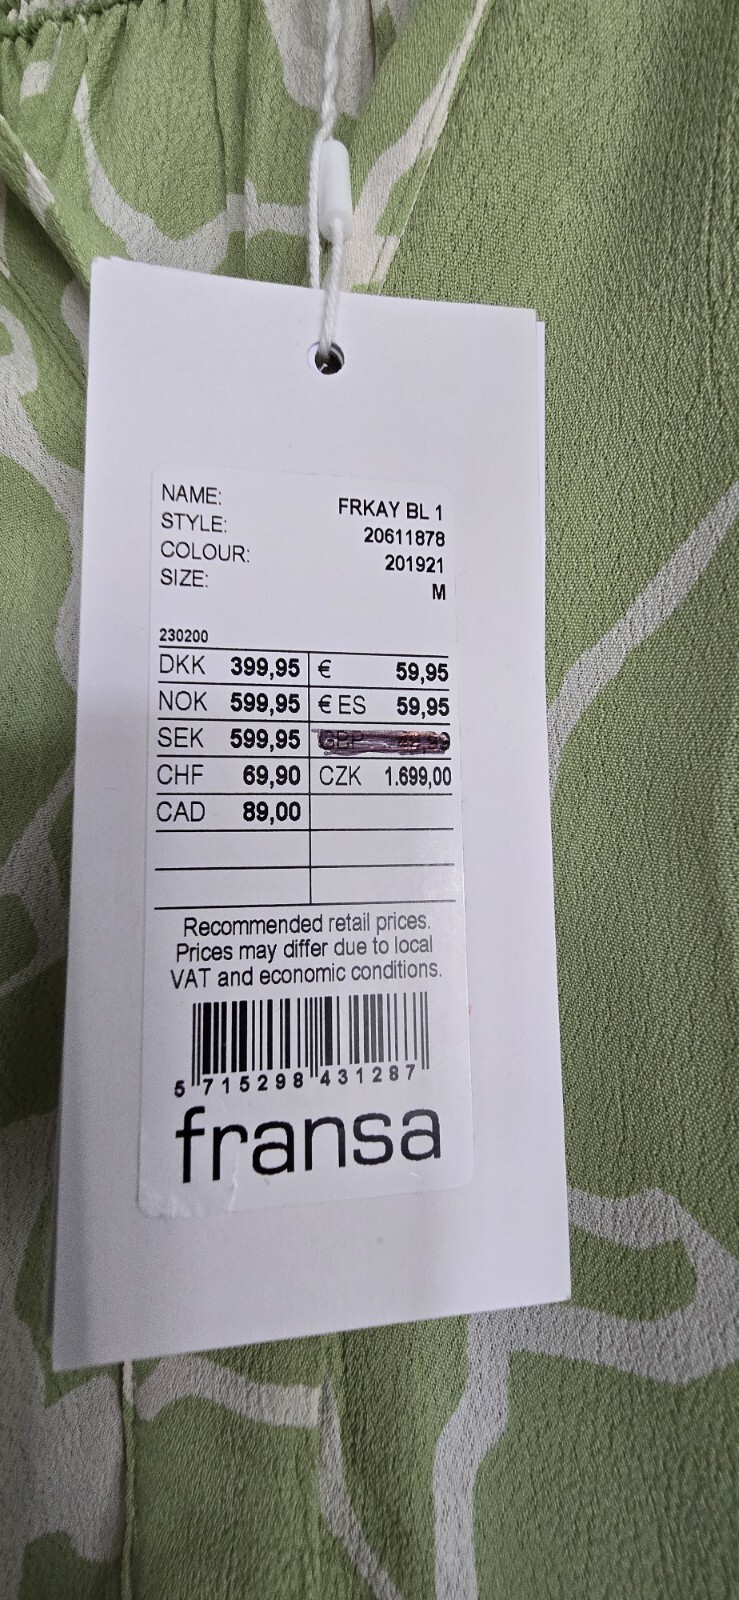 NAME: FRKAY BL 1
STYLE: 20611878
COLOUR: 201921
SIZE: M
230200
DKK 399,95 € 59,95
NOK 599,95 € ES 59,95
SEK 599,95 GBP
CHF 69,90 CZK 1.699,00
CAD 89,00
Recommended retail prices.
Prices may differ due to local
VAT and economic conditions.
5 715298 431287
fransa